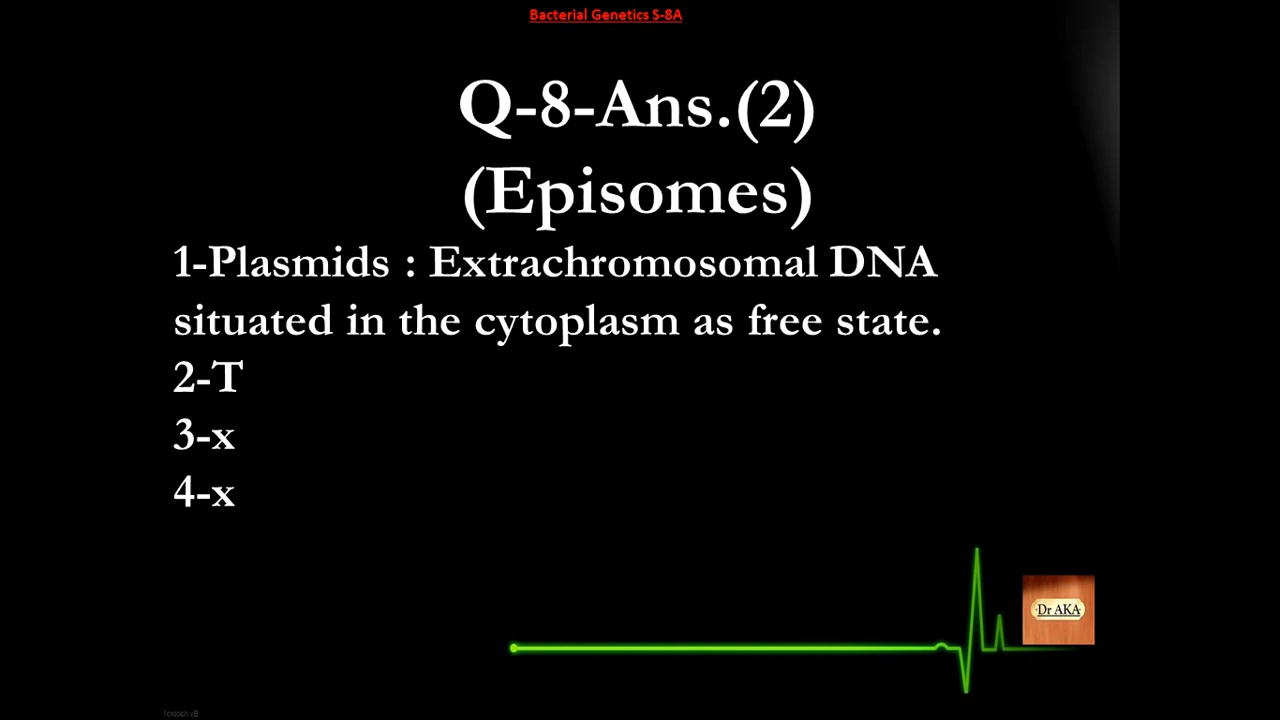 Bacterial Genetics S-8A
Q-8-Ans.(2)
(Episomes)
1-Plasmids : Extrachromosomal DNA
situated in the cytoplasm as free state.
2-T
3-x
4-x
Dr AKA